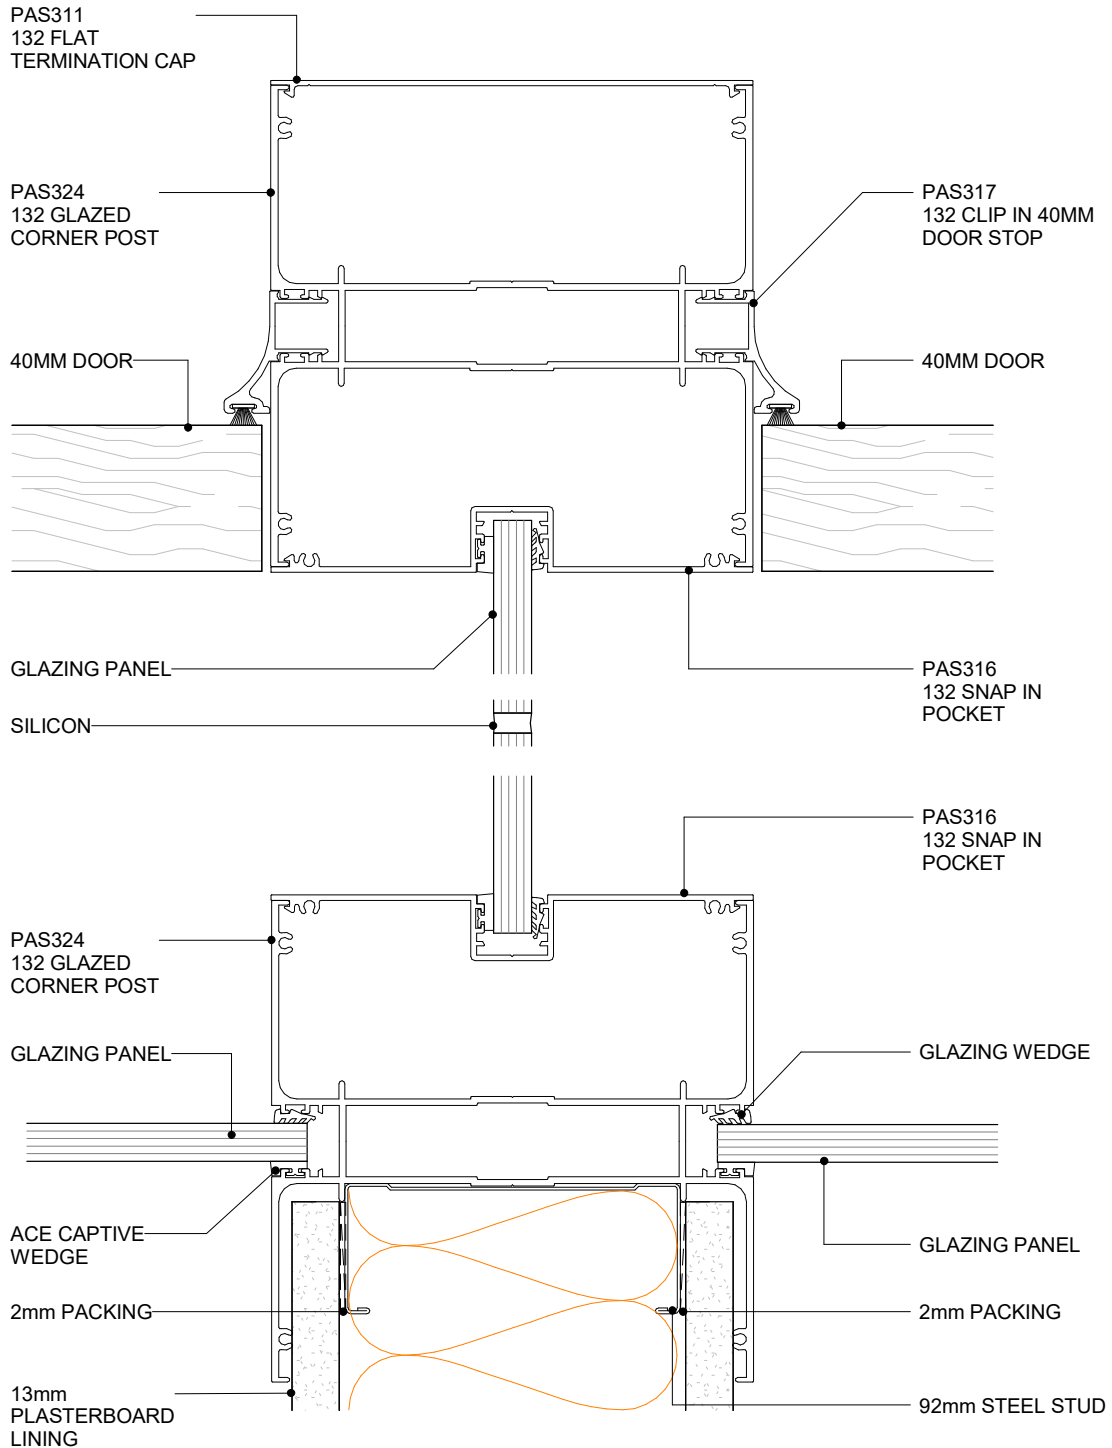 PAS311
132 FLAT
TERMINATION CAP
PAS324
132 GLAZED
CORNER POST
PAS317
132 CLIP IN 40MM
DOOR STOP
40MM DOOR
40MM DOOR
GLAZING PANEL
PAS316
132 SNAP IN
POCKET
SILICON
PAS316
132 SNAP IN
POCKET
PAS324
132 GLAZED
CORNER POST
GLAZING PANEL
GLAZING WEDGE
ACE CAPTIVE
WEDGE
GLAZING PANEL
2mm PACKING
2mm PACKING
13mm
PLASTERBOARD
LINING
92mm STEEL STUD